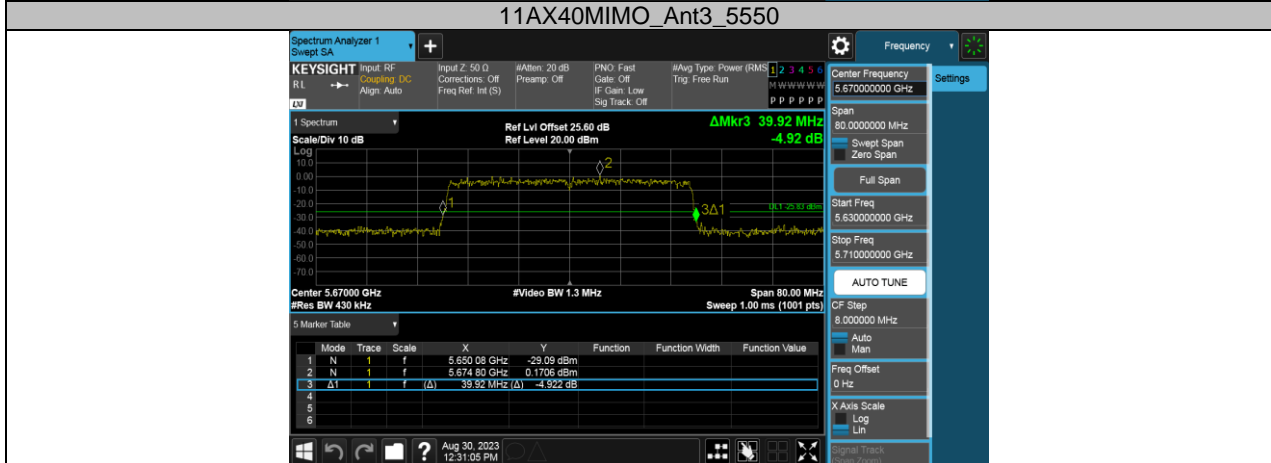 11AX40MIMO_Ant3_5550
Spectrum Analyzer 1
Swept SA
+
Frequency
KEYSIGHT
RL
LXI
Input: RF
Coupling: DC
Align: Auto
Input Z: 50 Ω
Corrections: Off
Freq Ref: Int (S)
#Atten: 20 dB
Preamp: Off
PNO: Fast
Gate: Off
IF Gain: Low
Sig Track: Off
#Avg Type: Power (RMS
Trig: Free Run
1 2 3 4 5 6
M W W W W W
P P P P P P
1 Spectrum
Scale/Div 10 dB
Ref Lvl Offset 25.60 dB
Ref Level 20.00 dBm
ΔMkr3 39.92 MHz
-4.92 dB
Log
10.0
0.00
-10.0
-20.0
-30.0
-40.0
-50.0
-60.0
-70.0
1
2
3Δ1
DL1 -25.83 dBm
Center 5.67000 GHz
#Video BW 1.3 MHz
Span 80.00 MHz
#Res BW 430 kHz
Sweep 1.00 ms (1001 pts)
5 Marker Table
Mode Trace Scale X Y Function Function Width Function Value
1 N 1 f 5.650 08 GHz -29.09 dBm
2 N 1 f 5.674 80 GHz 0.1706 dBm
3 Δ1 1 f (Δ) 39.92 MHz (Δ) -4.922 dB
4
5
6
?
Aug 30, 2023
12:31:05 PM
Center Frequency
5.670000000 GHz
Settings
Span
80.0000000 MHz
Swept Span
Zero Span
Full Span
Start Freq
5.630000000 GHz
Stop Freq
5.710000000 GHz
AUTO TUNE
CF Step
8.000000 MHz
Auto
Man
Freq Offset
0 Hz
X Axis Scale
Log
Lin
Signal Track
(Span Zoom)